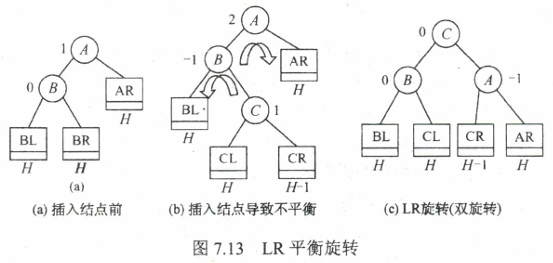 1 A
0 B
AR
H
BL BR
H H
(a)
(a) 插入结点前
2 A
-1 B
AR
H
BL
H
C 1
CL CR
H H-1
(b) 插入结点导致不平衡
0 C
0 B A -1
BL CL CR AR
H H H-1 H
(c) LR旋转(双旋转)
图 7.13 LR 平衡旋转